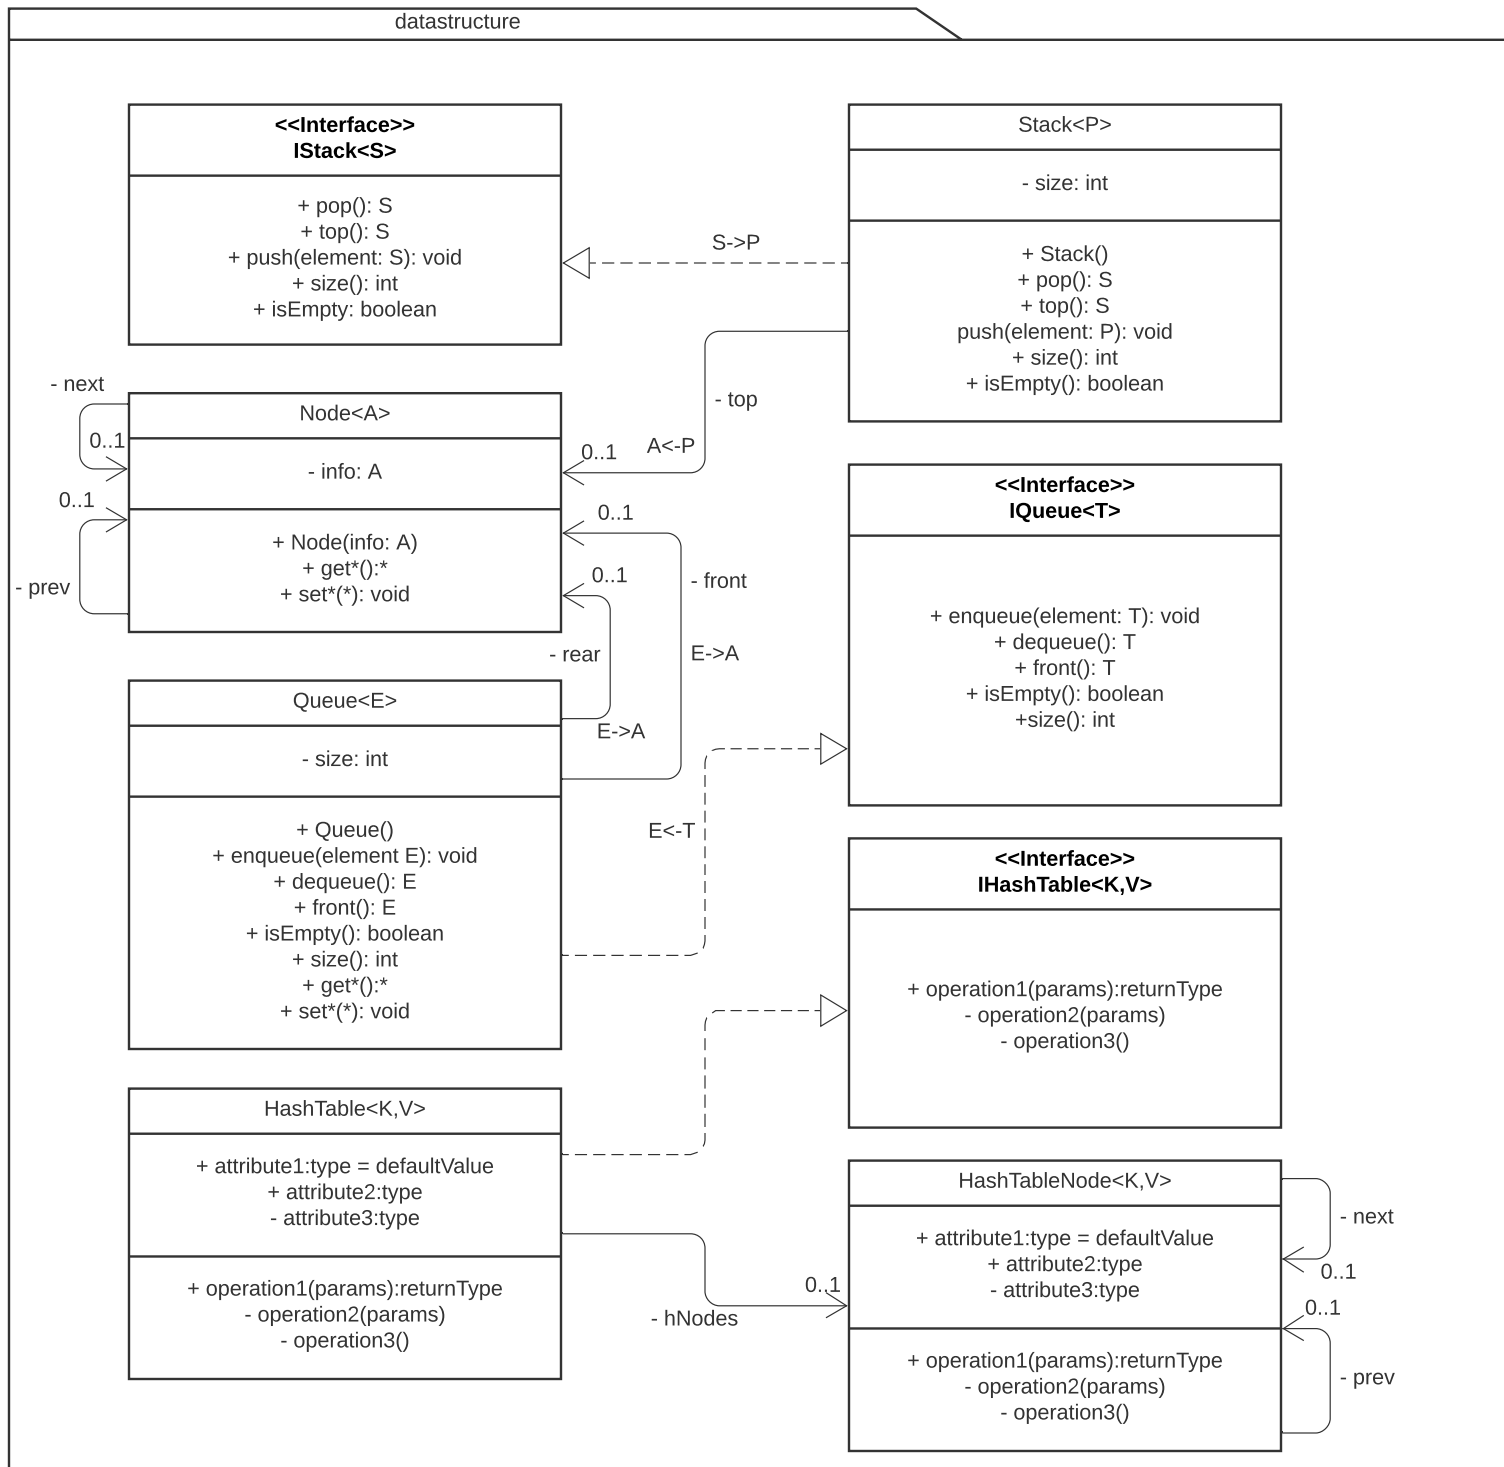 datastructure
<<Interface>>
IStack<S>
+ pop(): S
+ top(): S
+ push(element: S): void
+ size(): int
+ isEmpty: boolean
S->P
Stack<P>
- size: int
+ Stack()
+ pop(): S
+ top(): S
push(element: P): void
+ size(): int
+ isEmpty(): boolean
- next
0..1
Node<A>
- info: A
+ Node(info: A)
+ get*():*
+ set*(*): void
0..1
- prev
- top
A<-P
0..1
0..1
- front
E->A
0..1
- rear
E->A
<<Interface>>
IQueue<T>
+ enqueue(element: T): void
+ dequeue(): T
+ front(): T
+ isEmpty(): boolean
+size(): int
Queue<E>
- size: int
+ Queue()
+ enqueue(element E): void
+ dequeue(): E
+ front(): E
+ isEmpty(): boolean
+ size(): int
+ get*():*
+ set*(*): void
E<-T
<<Interface>>
IHashTable<K,V>
+ operation1(params):returnType
- operation2(params)
- operation3()
HashTable<K,V>
+ attribute1:type = defaultValue
+ attribute2:type
- attribute3:type
+ operation1(params):returnType
- operation2(params)
- operation3()
0..1
- hNodes
HashTableNode<K,V>
+ attribute1:type = defaultValue
+ attribute2:type
- attribute3:type
+ operation1(params):returnType
- operation2(params)
- operation3()
- next
0..1
0..1
- prev